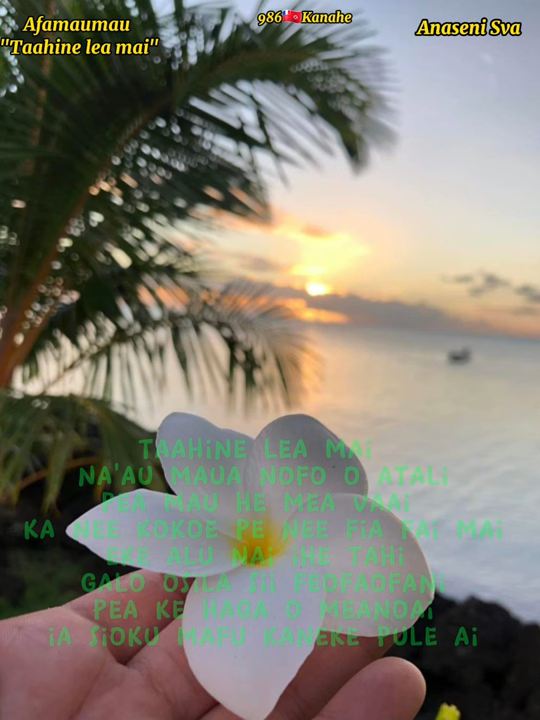 Afamaumau
"Taahine lea mai"
986🇼🇫Kanahe
Anaseni Sva
TAAHiNE LEA MAi
NA'AU MAUA NOFO O ATALi
PEA MAU HE MEA VAAi
KA NEE KOKOE PE NEE FiA FAi MAi
EKE ALU NAi iHE TAHi
GALO OSiLA Sii FEOFAOFANi
PEA KE HAGA O MEANOAi
iA SiOKU MAFU KANEKE PULE Ai